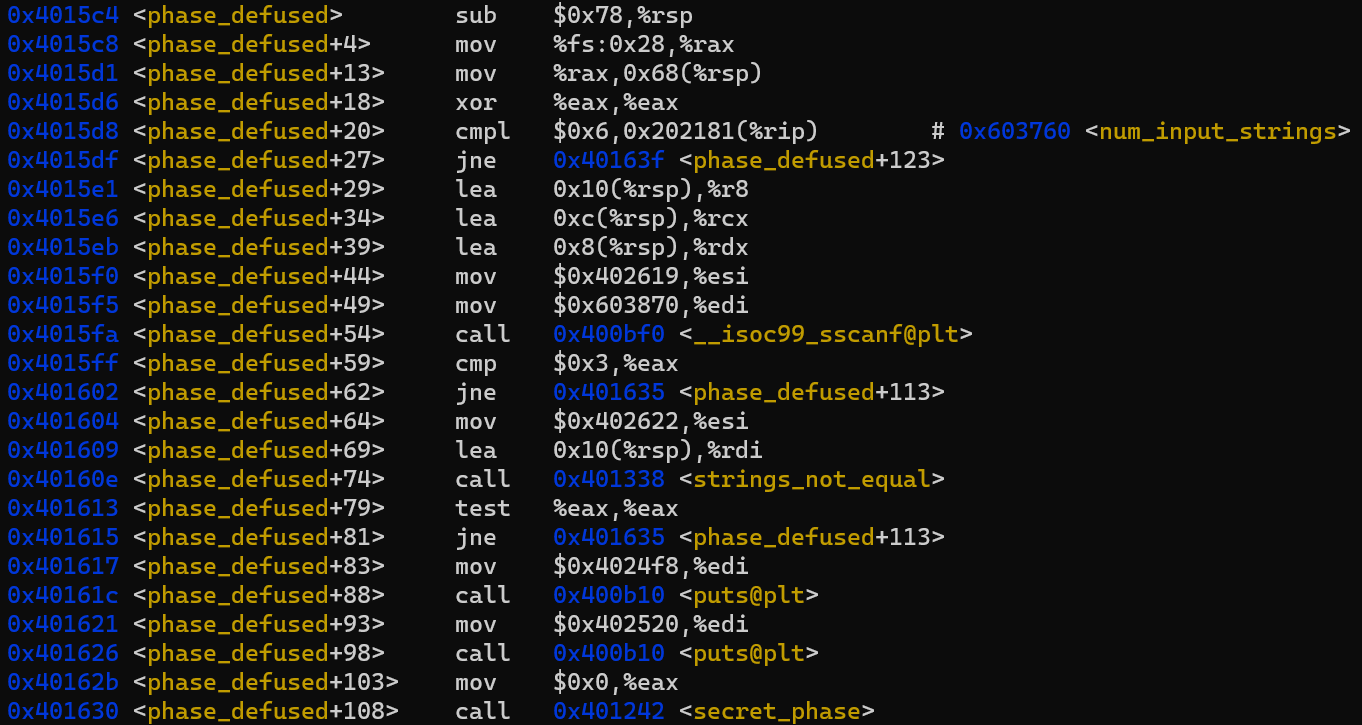 0x4015c4 <phase_defused> sub $0x78,%rsp
0x4015c8 <phase_defused+4> mov %fs:0x28,%rax
0x4015d1 <phase_defused+13> mov %rax,0x68(%rsp)
0x4015d6 <phase_defused+18> xor %eax,%eax
0x4015d8 <phase_defused+20> cmpl $0x6,0x202181(%rip) # 0x603760 <num_input_strings>
0x4015df <phase_defused+27> jne 0x40163f <phase_defused+123>
0x4015e1 <phase_defused+29> lea 0x10(%rsp),%r8
0x4015e6 <phase_defused+34> lea 0xc(%rsp),%rcx
0x4015eb <phase_defused+39> lea 0x8(%rsp),%rdx
0x4015f0 <phase_defused+44> mov $0x402619,%esi
0x4015f5 <phase_defused+49> mov $0x603870,%edi
0x4015fa <phase_defused+54> call 0x400bf0 <__isoc99_sscanf@plt>
0x4015ff <phase_defused+59> cmp $0x3,%eax
0x401602 <phase_defused+62> jne 0x401635 <phase_defused+113>
0x401604 <phase_defused+64> mov $0x402622,%esi
0x401609 <phase_defused+69> lea 0x10(%rsp),%rdi
0x40160e <phase_defused+74> call 0x401338 <strings_not_equal>
0x401613 <phase_defused+79> test %eax,%eax
0x401615 <phase_defused+81> jne 0x401635 <phase_defused+113>
0x401617 <phase_defused+83> mov $0x4024f8,%edi
0x40161c <phase_defused+88> call 0x400b10 <puts@plt>
0x401621 <phase_defused+93> mov $0x402520,%edi
0x401626 <phase_defused+98> call 0x400b10 <puts@plt>
0x40162b <phase_defused+103> mov $0x0,%eax
0x401630 <phase_defused+108> call 0x401242 <secret_phase>